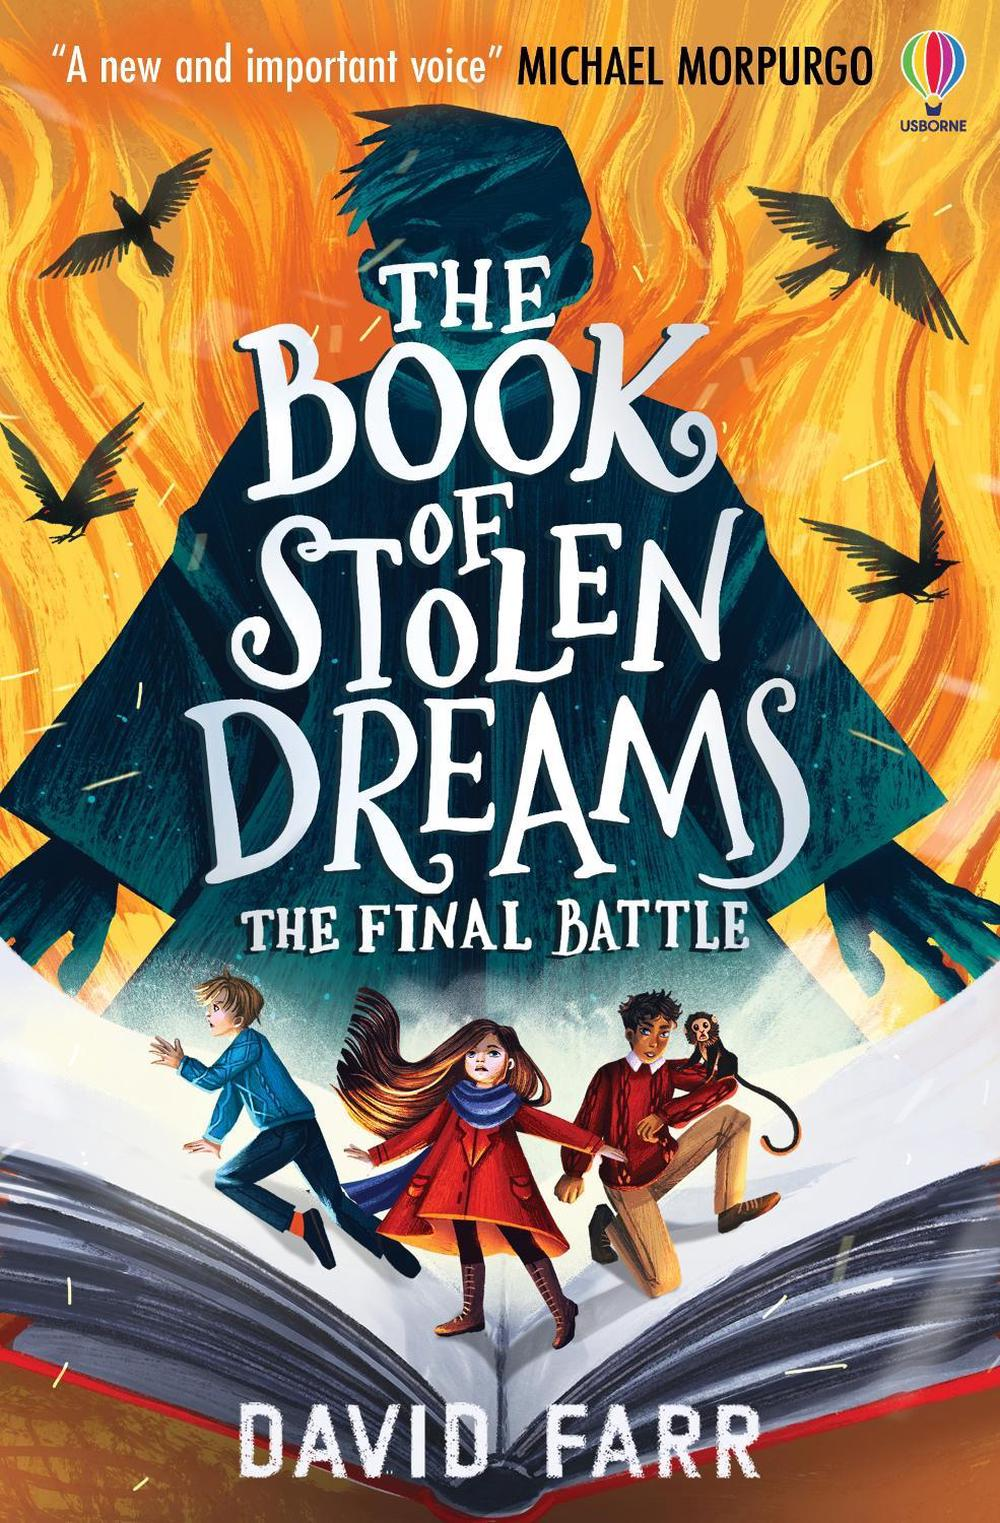 “A new and important voice” MICHAEL MORPURGO
USBORNE
THE
BOOK
OF
STOLEN
DREAMS
THE FINAL BATTLE
DAVID FARR